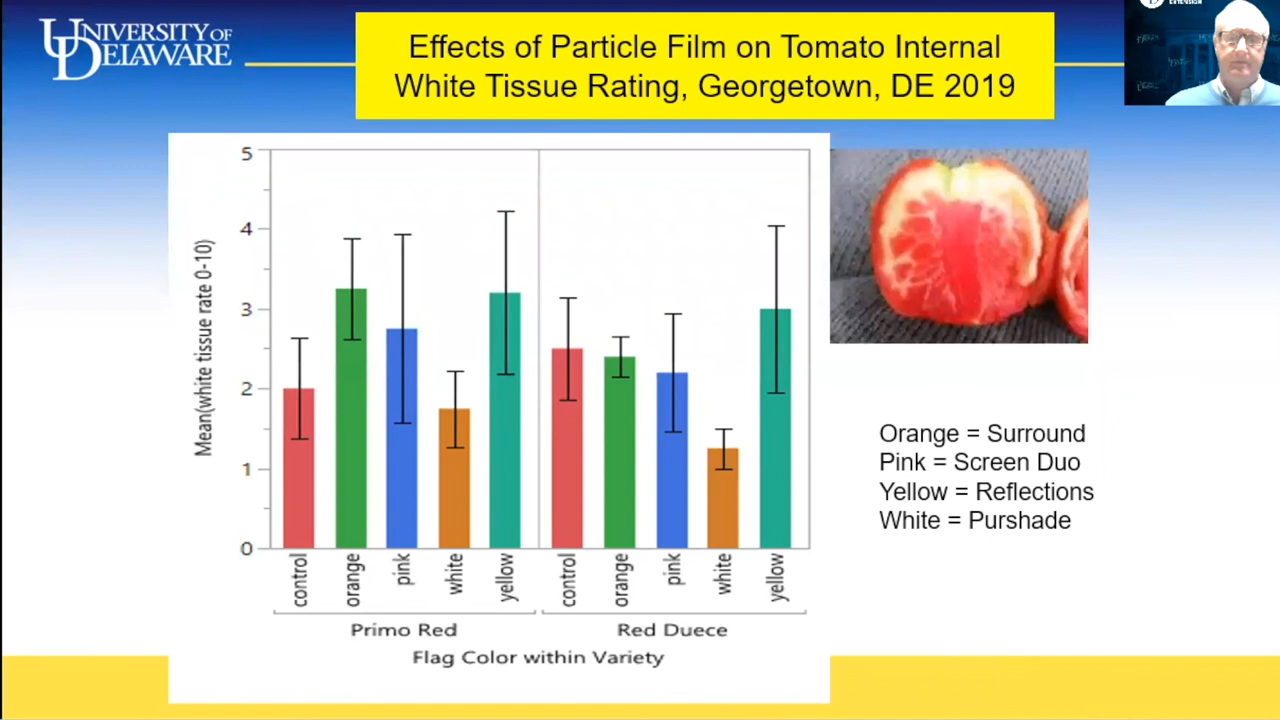 UNIVERSITY OF
DELAWARE
Effects of Particle Film on Tomato Internal
White Tissue Rating, Georgetown, DE 2019
EXTENSION
5
4
3
2
1
0
Mean(white tissue rate 0-10)
control
orange
pink
white
yellow
control
orange
pink
white
yellow
Primo Red
Red Duece
Flag Color within Variety
Orange = Surround
Pink = Screen Duo
Yellow = Reflections
White = Purshade